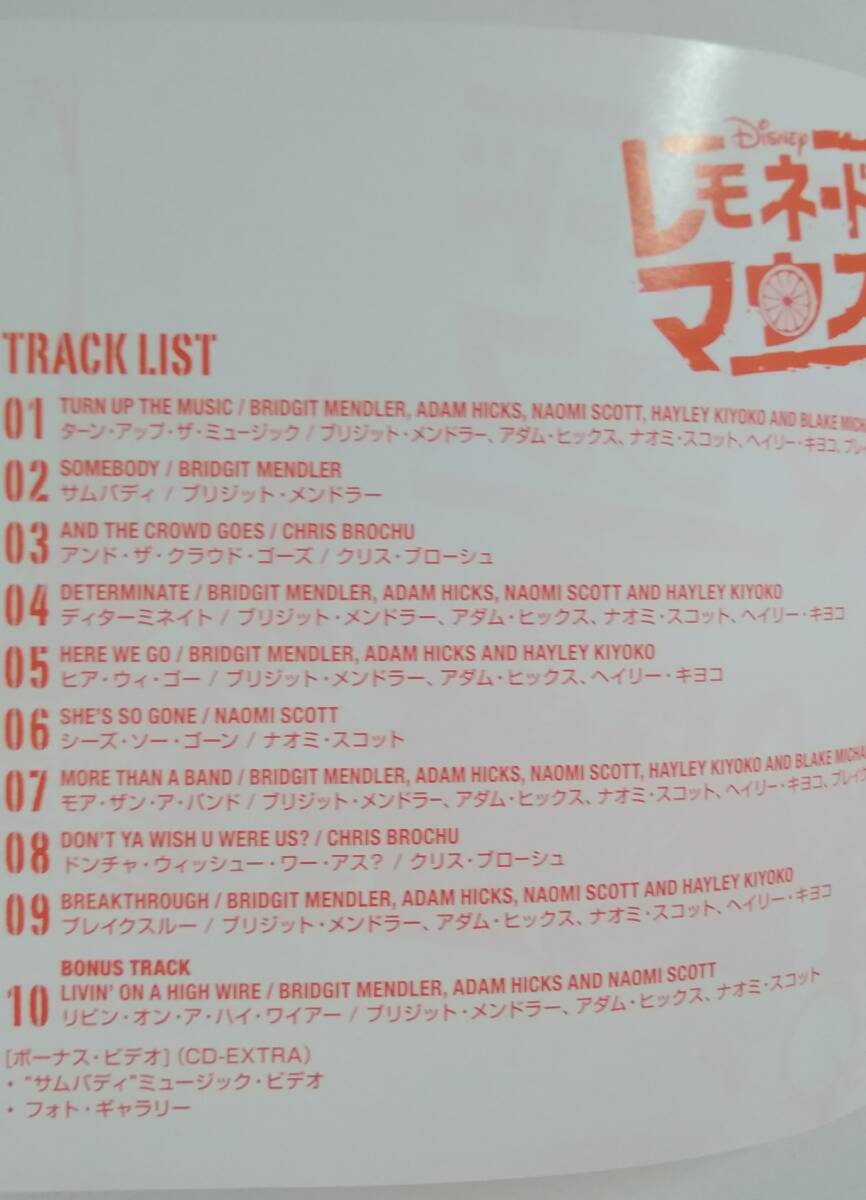 DISNEY
レモネード
マウス
TRACK LIST
01 TURN UP THE MUSIC / BRIDGIT MENDLER, ADAM HICKS, NAOMI SCOTT, HAYLEY KIYOKO AND BLAKE
ターン・アップ・ザ・ミュージック / ブリジット・メンドラー、アダム・ヒックス、ナオミ・スコット、ヘイリー・キヨコ、
02 SOMEBODY / BRIDGIT MENDLER
サムバディ / ブリジット・メンドラー
03 AND THE CROWD GOES / CHRIS BROCHU
アンド・ザ・クラウド・ゴーズ / クリス・ブローシュ
04 DETERMINATE / BRIDGIT MENDLER, ADAM HICKS, NAOMI SCOTT AND HAYLEY KIYOKO
ディターミネイト / ブリジット・メンドラー、アダム・ヒックス、ナオミ・スコット、ヘイリー・キヨコ
05 HERE WE GO / BRIDGIT MENDLER, ADAM HICKS AND HAYLEY KIYOKO
ヒア・ウィ・ゴー / ブリジット・メンドラー、アダム・ヒックス、ヘイリー・キヨコ
06 SHE'S SO GONE / NAOMI SCOTT
シーズ・ソー・ゴーン / ナオミ・スコット
07 MORE THAN A BAND / BRIDGIT MENDLER, ADAM HICKS, NAOMI SCOTT, HAYLEY KIYOKO AND BLAKE
モア・ザン・ア・バンド / ブリジット・メンドラー、アダム・ヒックス、ナオミ・スコット、ヘイリー・キヨコ、
08 DON'T YA WISH U WERE US? / CHRIS BROCHU
ドンチャ・ウィッシュー・ワー・アス? / クリス・ブローシュ
09 BREAKTHROUGH / BRIDGIT MENDLER, ADAM HICKS, NAOMI SCOTT AND HAYLEY KIYOKO
ブレイクスルー / ブリジット・メンドラー、アダム・ヒックス、ナオミ・スコット、ヘイリー・キヨコ
BONUS TRACK
10 LIVIN' ON A HIGH WIRE / BRIDGIT MENDLER, ADAM HICKS AND NAOMI SCOTT
リビン・オン・ア・ハイ・ワイアー / ブリジット・メンドラー、アダム・ヒックス、ナオミ・スコット
[ボーナス・ビデオ] (CD-EXTRA)
・"サムバディ"ミュージック・ビデオ
・フォト・ギャラリー